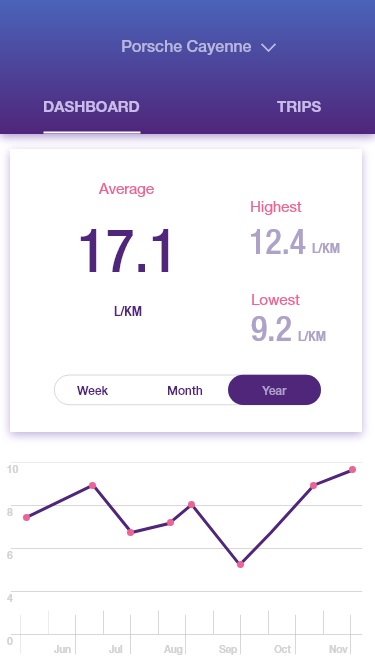 Porsche Cayenne
DASHBOARD
TRIPS
Average
17.1
L/KM
Highest
12.4 L/KM
Lowest
9.2 L/KM
Week
Month
Year
10
8
6
4
0
Jun
Jul
Aug
Sep
Oct
Nov